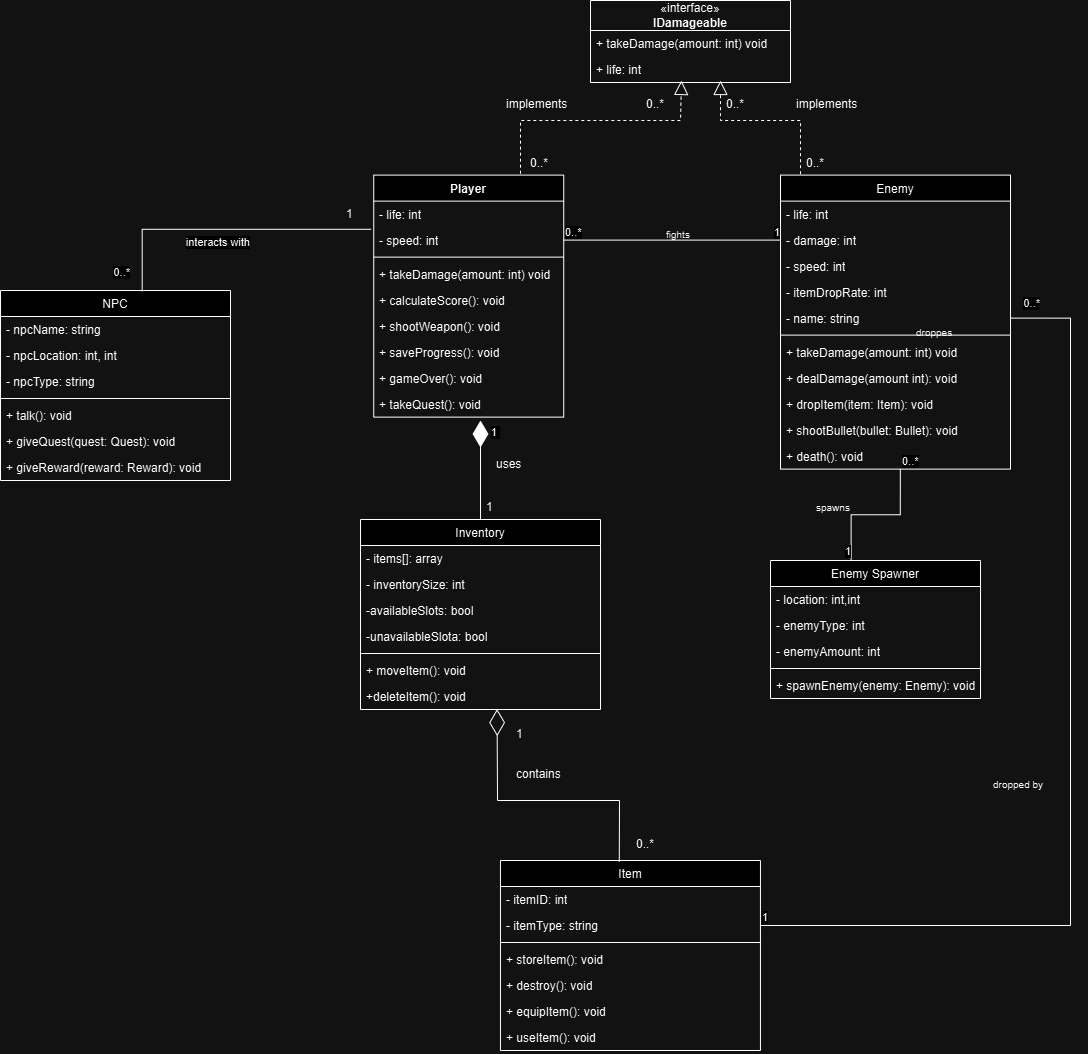 «interface»
IDamageable
+ takeDamage(amount: int) void
+ life: int
implements
0..*
0..*
implements
0..*
0..*
Player
- life: int
- speed: int
+ takeDamage(amount: int) void
+ calculateScore(): void
+ shootWeapon(): void
+ saveProgress(): void
+ gameOver(): void
+ takeQuest(): void
Enemy
- life: int
- damage: int
- speed: int
- itemDropRate: int
- name: string
droppes
+ takeDamage(amount: int) void
+ dealDamage(amount int): void
+ dropItem(item: Item): void
+ shootBullet(bullet: Bullet): void
+ death(): void
1
interacts with
0..*
0..*
fights
1
0..*
NPC
- npcName: string
- npcLocation: int, int
- npcType: string
+ talk(): void
+ giveQuest(quest: Quest): void
+ giveReward(reward: Reward): void
1
uses
1
0..*
spawns
1
Inventory
- items[]: array
- inventorySize: int
-availableSlots: bool
-unavailableSlota: bool
+ moveItem(): void
+deleteItem(): void
Enemy Spawner
- location: int,int
- enemyType: int
- enemyAmount: int
+ spawnEnemy(enemy: Enemy): void
1
contains
0..*
dropped by
1
Item
- itemID: int
- itemType: string
+ storeItem(): void
+ destroy(): void
+ equipItem(): void
+ useItem(): void